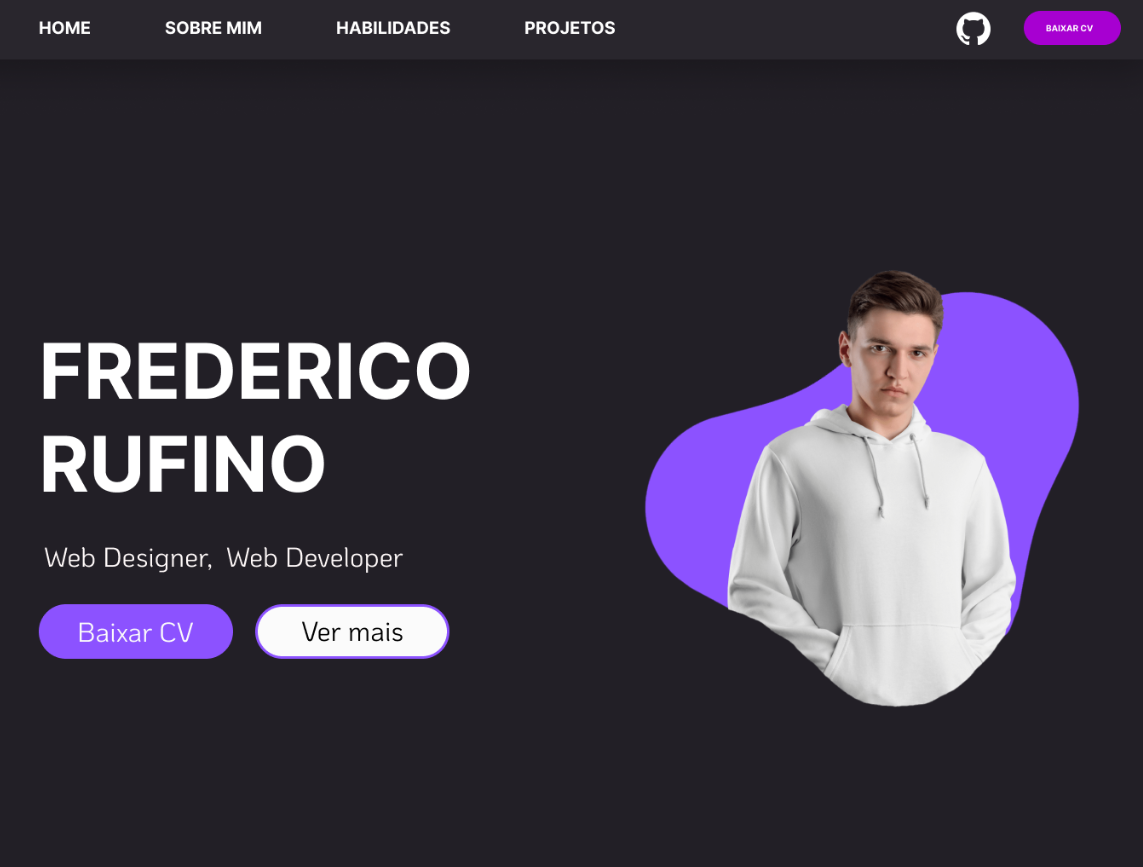 HOME
SOBRE MIM
HABILIDADES
PROJETOS
BAIXAR CV
FREDERICO
RUFINO
Web Designer, Web Developer
Baixar CV
Ver mais